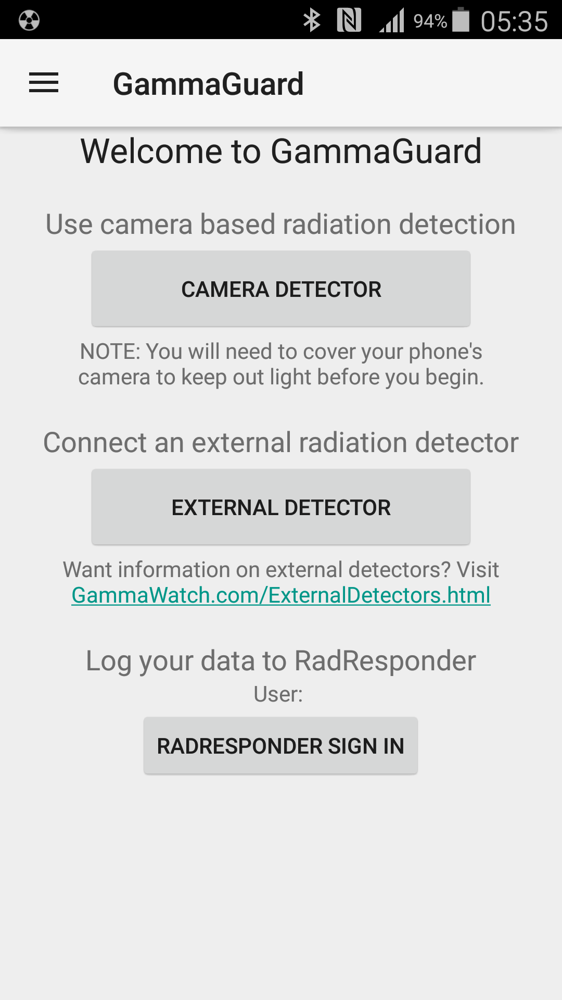 94% 05:35
GammaGuard
Welcome to GammaGuard
Use camera based radiation detection
CAMERA DETECTOR
NOTE: You will need to cover your phone's
camera to keep out light before you begin.
Connect an external radiation detector
EXTERNAL DETECTOR
Want information on external detectors? Visit
GammaWatch.com/ExternalDetectors.html
Log your data to RadResponder
User:
RADRESPONDER SIGN IN